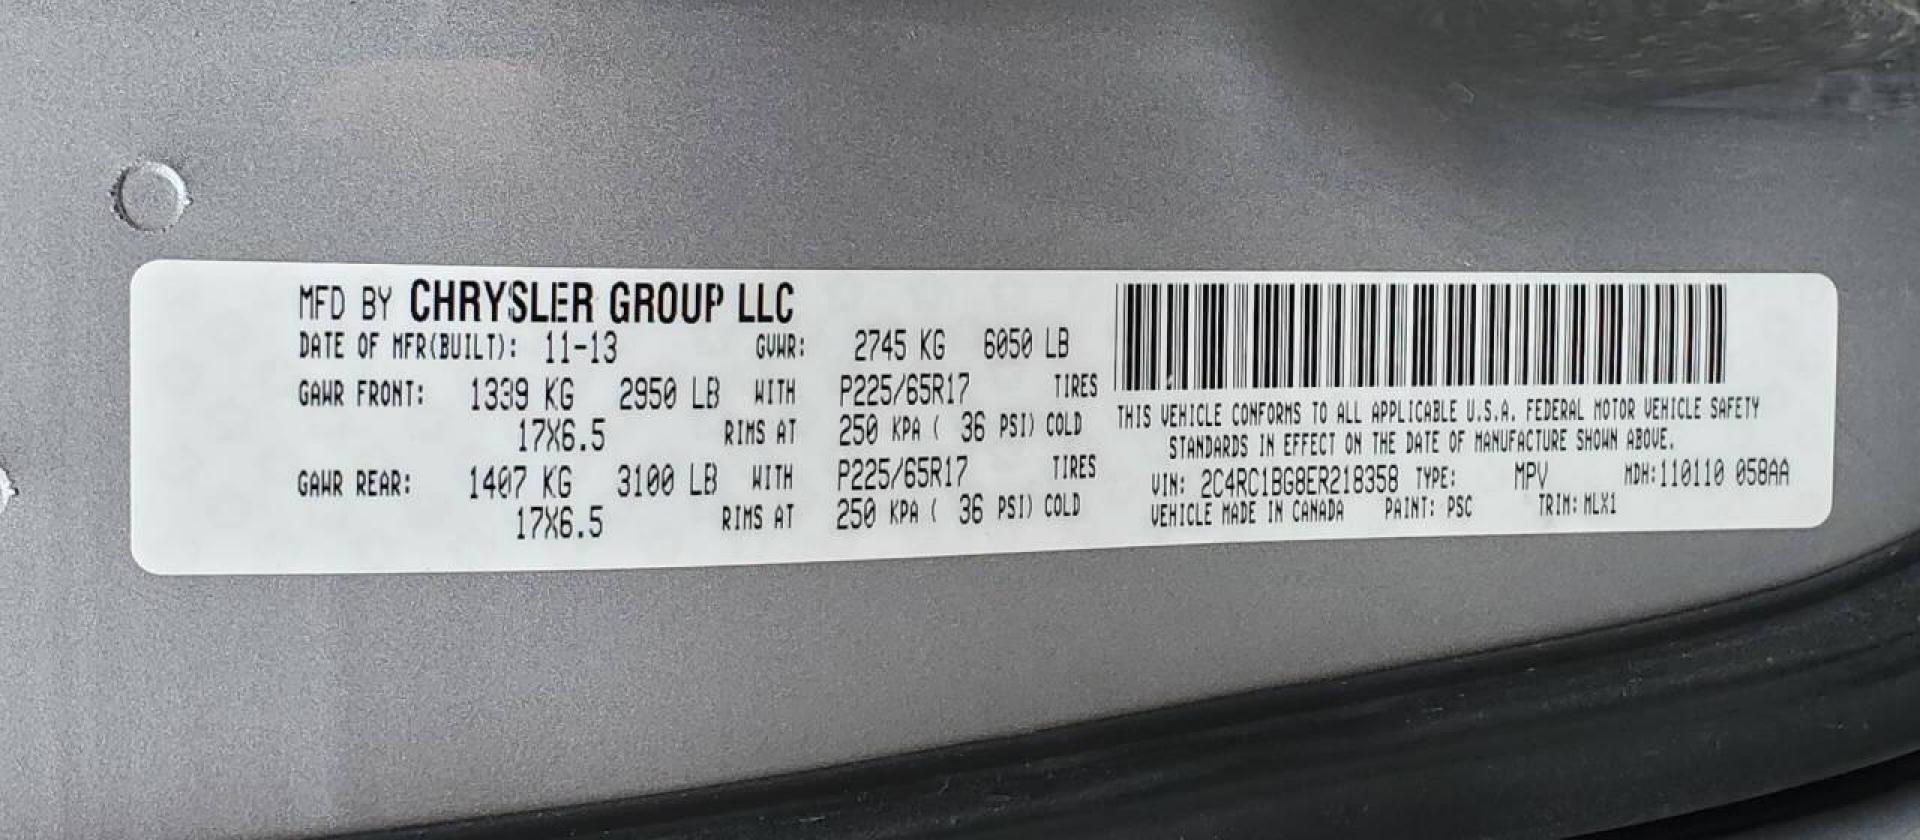 MFD BY CHRYSLER GROUP LLC
DATE OF MFR(BUILT): 11-13 GVWR: 2745 KG 6050 LB
GAWR FRONT: 1339 KG 2950 LB WITH P225/65R17 TIRES
17X6.5 RIMS AT 250 KPA ( 36 PSI) COLD
GAWR REAR: 1407 KG 3100 LB WITH P225/65R17 TIRES
17X6.5 RIMS AT 250 KPA ( 36 PSI) COLD
THIS VEHICLE CONFORMS TO ALL APPLICABLE U.S.A. FEDERAL MOTOR VEHICLE SAFETY
STANDARDS IN EFFECT ON THE DATE OF MANUFACTURE SHOWN ABOVE.
VIN: 2C4RC1BG8ER218358 TYPE: MPV MDH:110110 058AA
VEHICLE MADE IN CANADA PAINT: PSC TRIM: MLX1